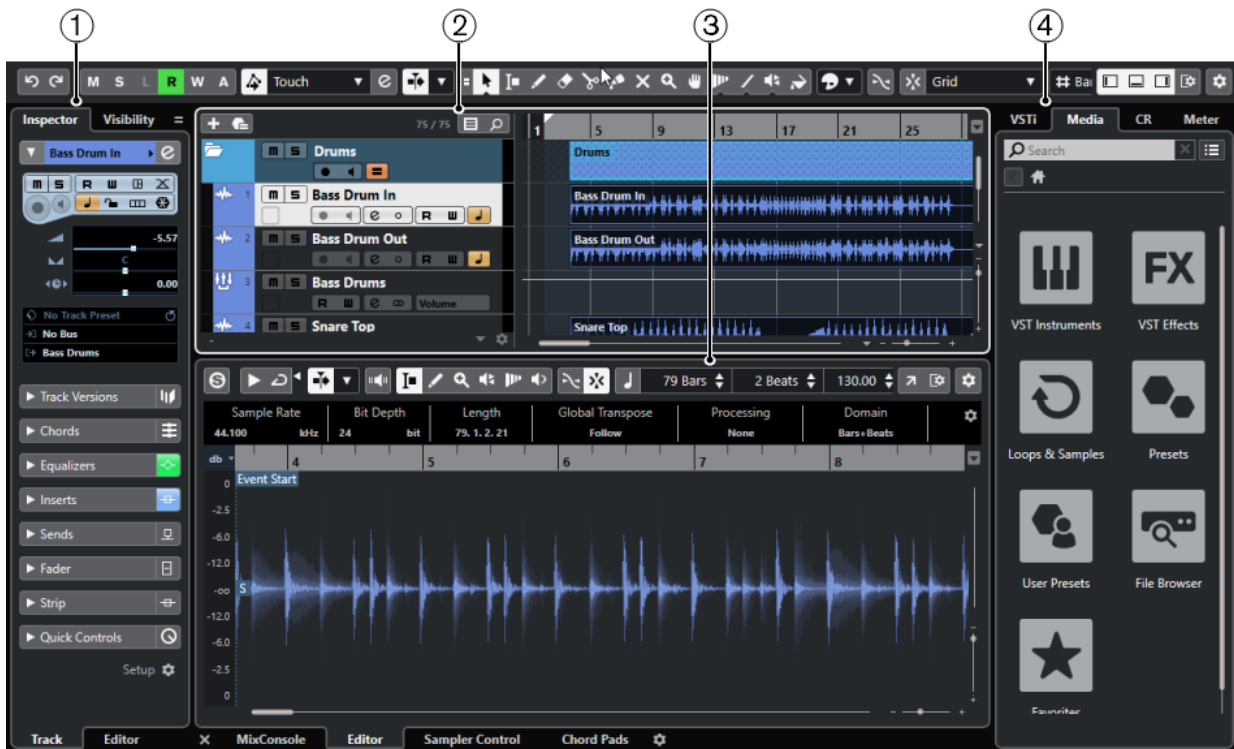 1 2 3 4
M S L R W A Touch Grid Bar
Inspector Visibility
Bass Drum In
m S R W
-5.57
C
0.00
No Track Preset
No Bus
Bass Drums
Track Versions
Chords
Equalizers
Inserts
Sends
Fader
Strip
Quick Controls
Setup
Track Editor
75 / 75
m S Drums
1 m S Bass Drum In
e R W
2 m S Bass Drum Out
e R W
3 m S Bass Drums
R W e Volume
4 m S Snare Top
1 5 9 13 17 21 25
Drums
Bass Drum In
Bass Drum Out
Snare Top
79 Bars 2 Beats 130.00
Sample Rate Bit Depth Length Global Transpose Processing Domain
44.100 kHz 24 bit 79. 1. 2. 21 Follow None Bars+Beats
db 4 5 6 7 8
0 Event Start
-2.5
-6.0
-12.0
-oo S
-12.0
-6.0
-2.5
0
MixConsole Editor Sampler Control Chord Pads
VSTi Media CR Meter
Search
FX
VST Instruments VST Effects
Loops & Samples Presets
User Presets File Browser
Favorites